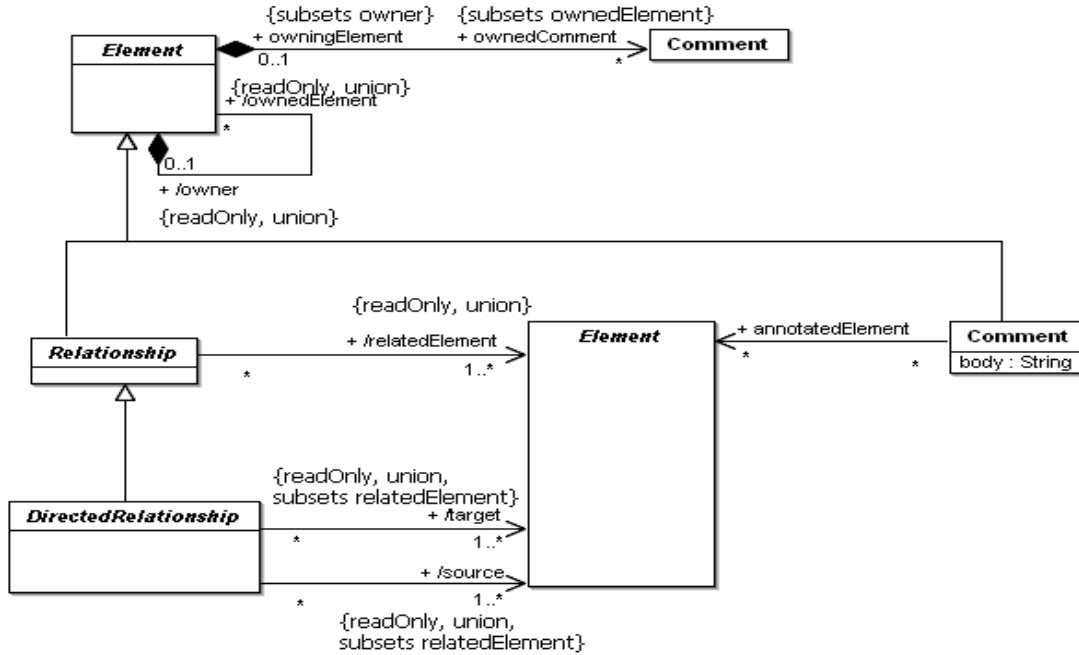 {subsets owner} {subsets ownedElement}
+ owningElement + ownedComment
Element
Comment
0..1 *
{readOnly, union}
+ /ownedElement
*
0..1
+ /owner
{readOnly, union}
{readOnly, union}
+ /relatedElement
Element
+ annotatedElement
Comment
Relationship
* 1..*
* *
body : String
{readOnly, union,
subsets relatedElement}
+ /target
DirectedRelationship
* 1..*
+ /source
* 1..*
{readOnly, union,
subsets relatedElement}